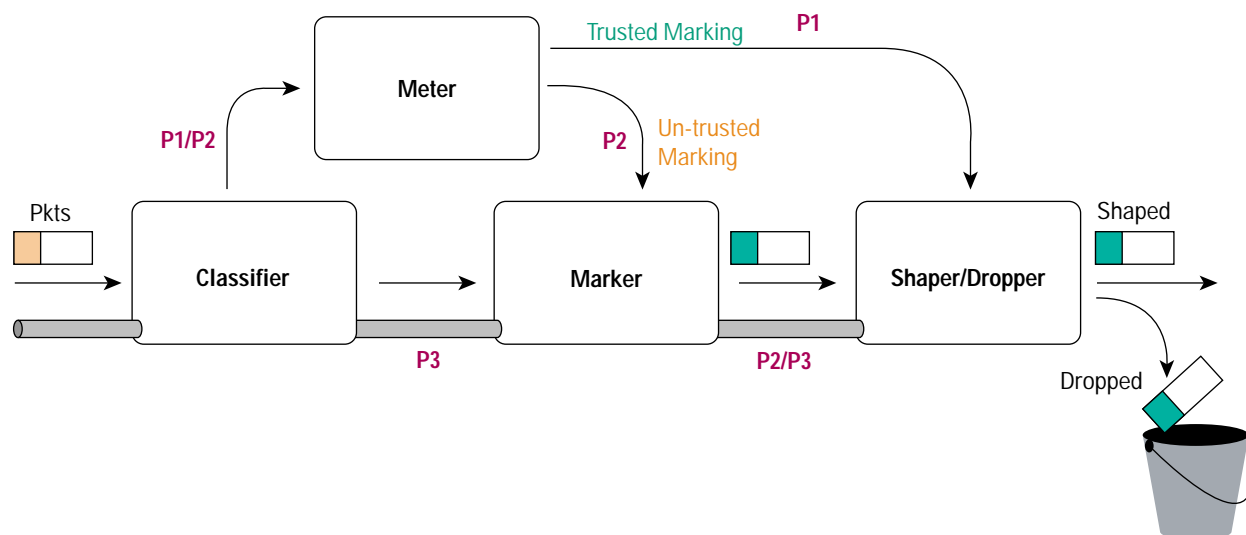 Trusted Marking
P1
Meter
P1/P2
P2
Un-trusted
Marking
Pkts
Shaped
Classifier
Marker
Shaper/Dropper
P3
P2/P3
Dropped